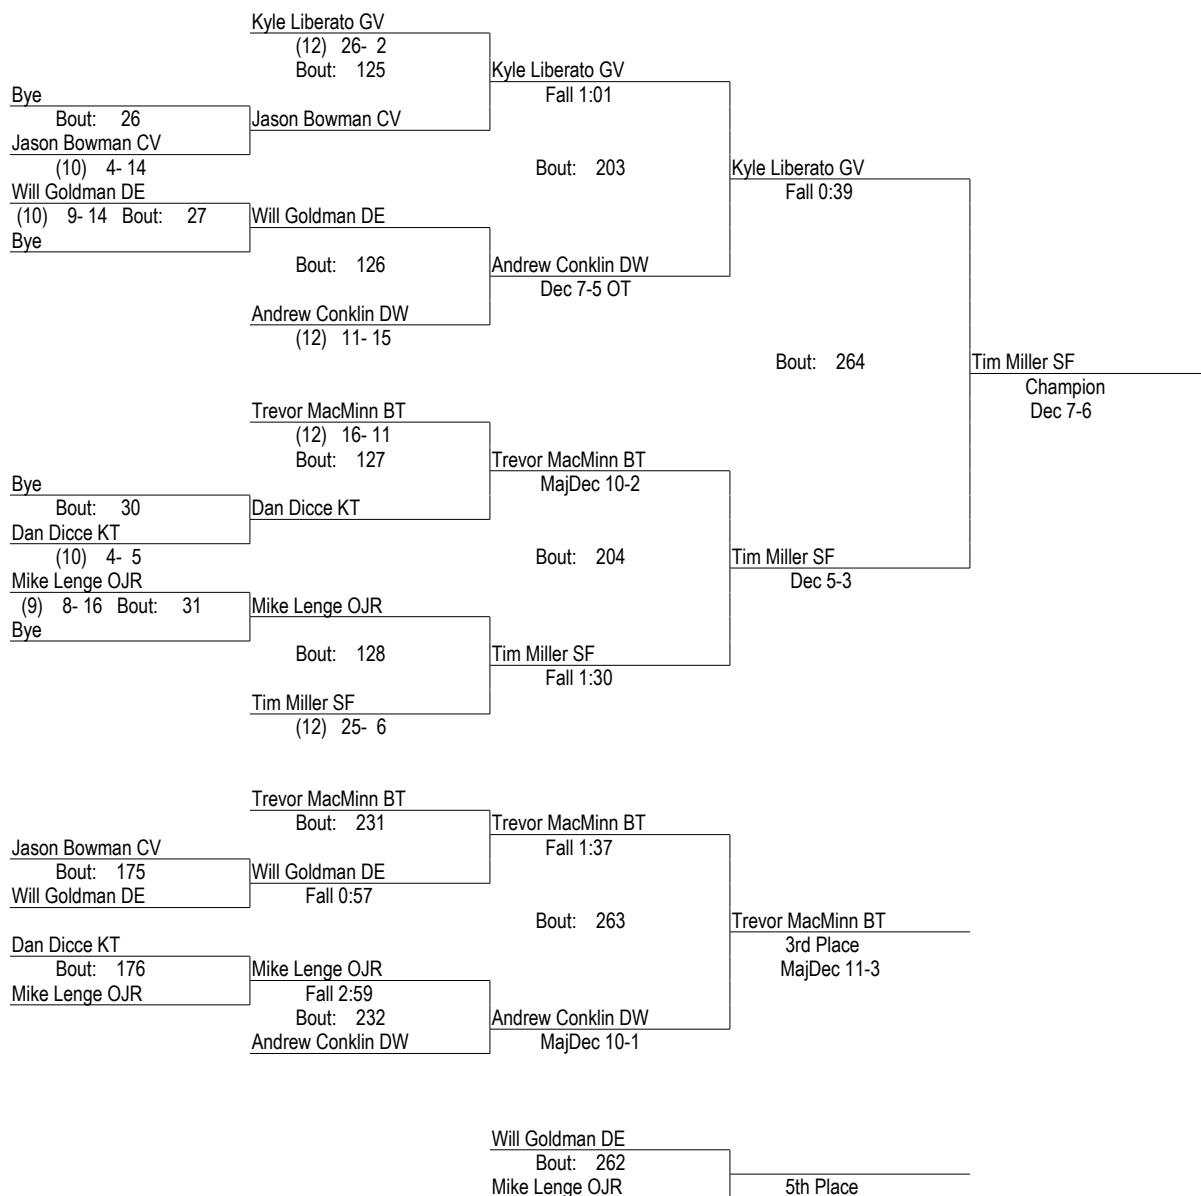 Kyle Liberato GV
(12) 26- 2
Bout: 125
Kyle Liberato GV
Fall 1:01
Bye
Bout: 26
Jason Bowman CV
Jason Bowman CV
(10) 4- 14
Bout: 203
Kyle Liberato GV
Fall 0:39
Will Goldman DE
(10) 9- 14 Bout: 27
Will Goldman DE
Bye
Bout: 126
Andrew Conklin DW
Dec 7-5 OT
Andrew Conklin DW
(12) 11- 15
Bout: 264
Tim Miller SF
Champion
Dec 7-6
Trevor MacMinn BT
(12) 16- 11
Bout: 127
Trevor MacMinn BT
MajDec 10-2
Bye
Bout: 30
Dan Dicce KT
Dan Dicce KT
(10) 4- 5
Bout: 204
Tim Miller SF
Dec 5-3
Mike Lenge OJR
(9) 8- 16 Bout: 31
Mike Lenge OJR
Bye
Bout: 128
Tim Miller SF
Fall 1:30
Tim Miller SF
(12) 25- 6
Trevor MacMinn BT
Bout: 231
Trevor MacMinn BT
Fall 1:37
Jason Bowman CV
Bout: 175
Will Goldman DE
Will Goldman DE
Fall 0:57
Bout: 263
Trevor MacMinn BT
3rd Place
MajDec 11-3
Dan Dicce KT
Bout: 176
Mike Lenge OJR
Mike Lenge OJR
Fall 2:59
Bout: 232
Andrew Conklin DW
MajDec 10-1
Andrew Conklin DW
Will Goldman DE
Bout: 262
Mike Lenge OJR
5th Place